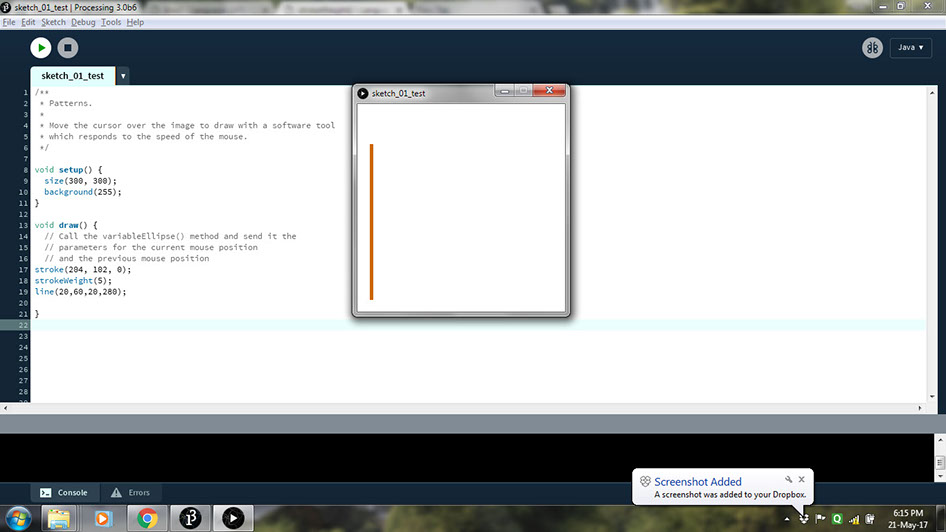 sketch_01_test | Processing 3.0b6
File Edit Sketch Debug Tools Help
Java ▾
sketch_01_test ▾
sketch_01_test
1 /**
2 * Patterns.
3 *
4 * Move the cursor over the image to draw with a software tool
5 * which responds to the speed of the mouse.
6 */
7
8 void setup() {
9 size(300, 300);
10 background(255);
11 }
12
13 void draw() {
14 // Call the variableEllipse() method and send it the
15 // parameters for the current mouse position
16 // and the previous mouse position
17 stroke(204, 102, 0);
18 strokeWeight(5);
19 line(20,60,20,280);
20
21 }
22
23
24
25
26
27
28
Screenshot Added
A screenshot was added to your Dropbox.
Console Errors
6:15 PM
21-May-17